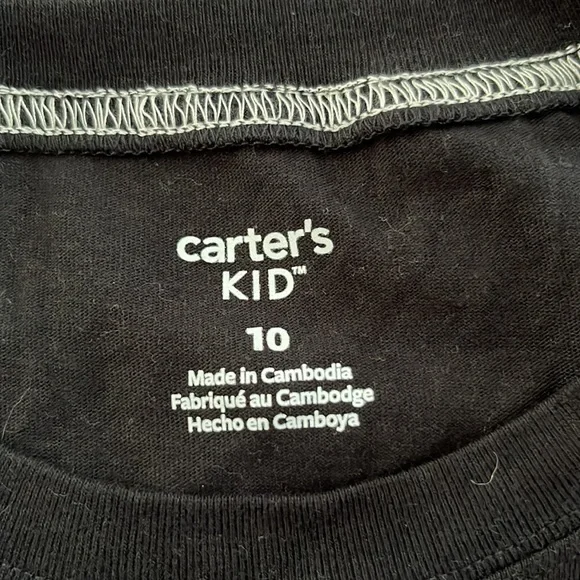 carter's
KID™
10
Made in Cambodia
Fabriqué au Cambodge
Hecho en Camboya